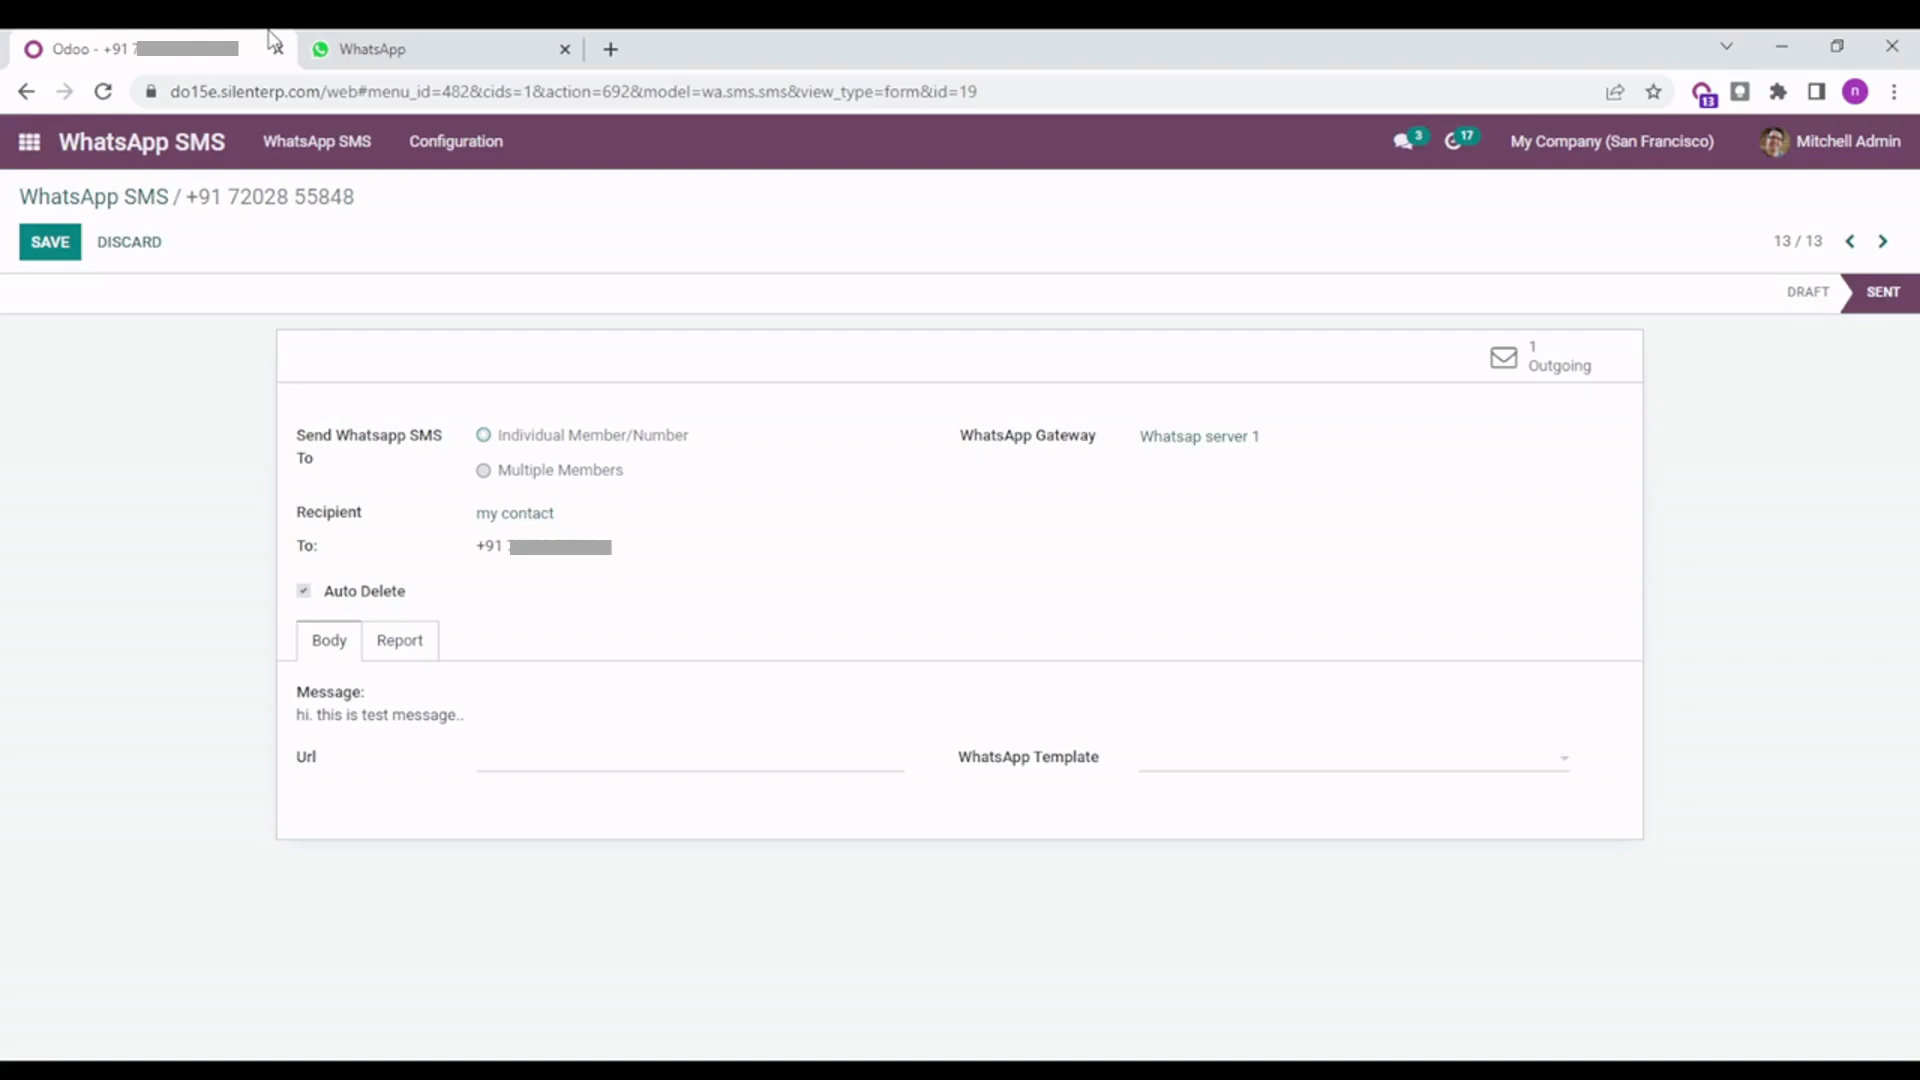 Odoo - +91 7
WhatsApp
do15e.silenterp.com/web#menu_id=482&cids=1&action=692&model=wa.sms.sms&view_type=form&id=19
13
n
WhatsApp SMS
WhatsApp SMS
Configuration
3
17
My Company (San Francisco)
Mitchell Admin
WhatsApp SMS / +91 72028 55848
SAVE
DISCARD
13 / 13
DRAFT
SENT
1
Outgoing
Send Whatsapp SMS
To
Individual Member/Number
Multiple Members
WhatsApp Gateway
Whatsap server 1
Recipient
my contact
To:
+91
Auto Delete
Body
Report
Message:
hi. this is test message..
Url
WhatsApp Template